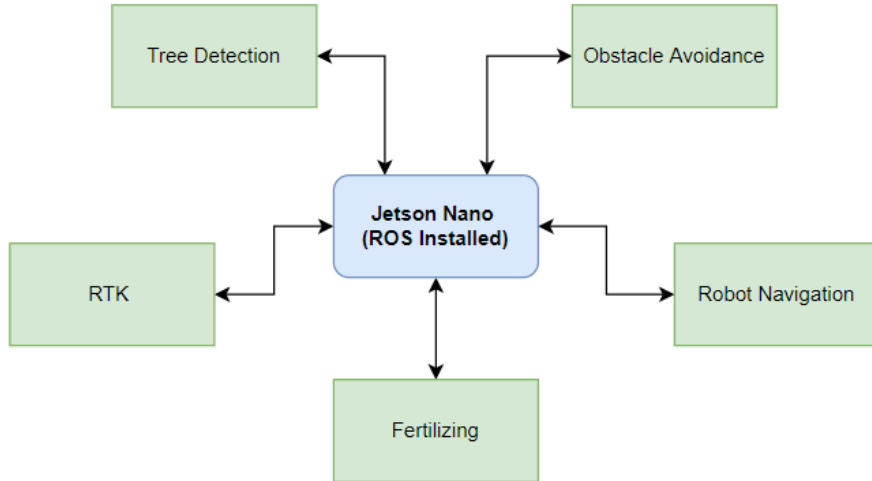 Tree Detection
Obstacle Avoidance
Jetson Nano
(ROS Installed)
RTK
Robot Navigation
Fertilizing